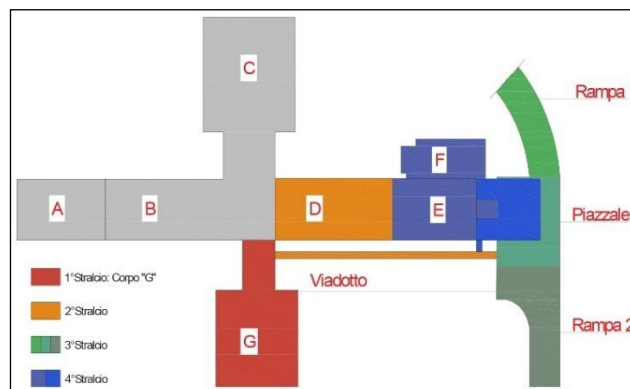 C
Rampa
F
A
B
D
E
Piazzale
1°Stralcio: Corpo "G"
Viadotto
2°Stralcio
3°Stralcio
G
Rampa 2
4°Stralcio